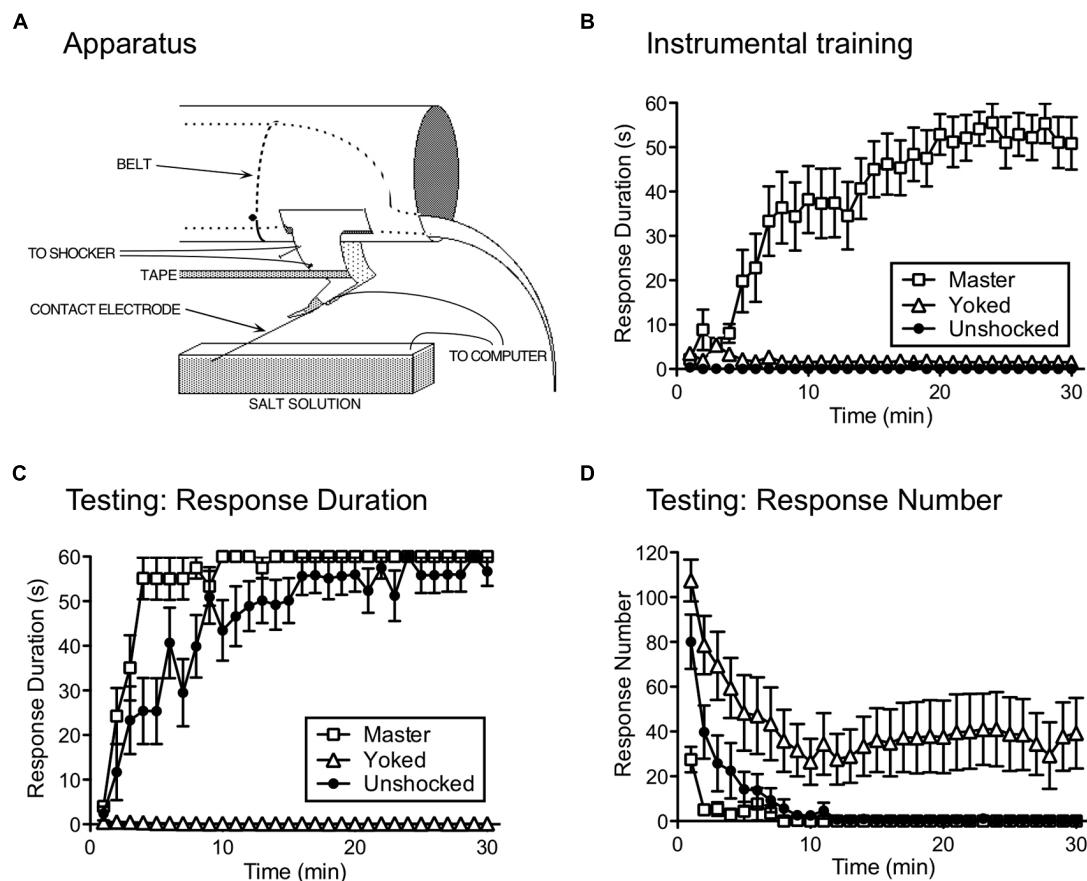 A
Apparatus
BELT
TO SHOCKER
TAPE
CONTACT ELECTRODE
TO COMPUTER
SALT SOLUTION
B
Instrumental training
Response Duration (s)
60
50
40
30
20
10
0
Master
Yoked
Unshocked
0 10 20 30
Time (min)
C
Testing: Response Duration
Response Duration (s)
60
50
40
30
20
10
0
Master
Yoked
Unshocked
0 10 20 30
Time (min)
D
Testing: Response Number
Response Number
120
100
80
60
40
20
0
0 10 20 30
Time (min)